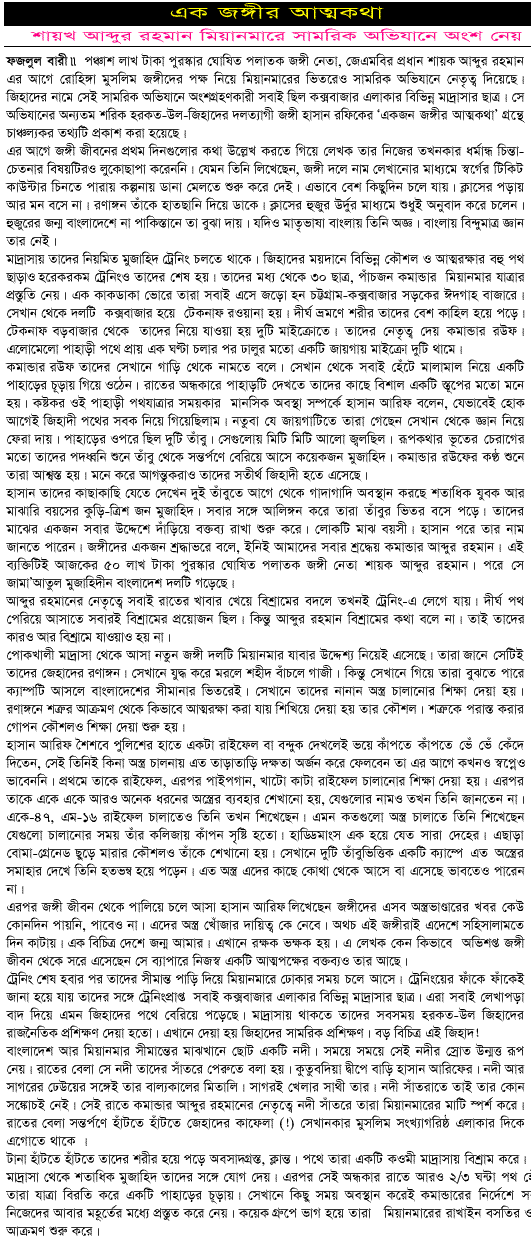 এক জঙ্গীর আত্মকথা
শায়খ আব্দুর রহমান মিয়ানমারে সামরিক অভিযানে অংশ নেয়
ফজলুল বারী॥ পঞ্চাশ লাখ টাকা পুরস্কার ঘোষিত পলাতক জঙ্গী নেতা, জেএমবির প্রধান শায়ক আব্দুর রহমান
এর আগে রোহিঙ্গা মুসলিম জঙ্গীদের পক্ষ নিয়ে মিয়ানমারের ভিতরেও সামরিক অভিযানে নেতৃত্ব দিয়েছে।
জিহাদের নামে সেই সামরিক অভিযানে অংশগ্রহণকারী সবাই ছিল কক্সবাজার এলাকার বিভিন্ন মাদ্রাসার ছাত্র। সে
অভিযানের অন্যতম শরিক হরকত-উল-জিহাদের দলত্যাগী জঙ্গী হাসান রফিকের 'একজন জঙ্গীর আত্মকথা' গ্রন্থে
চাঞ্চল্যকর তথ্যটি প্রকাশ করা হয়েছে।
এর আগে জঙ্গী জীবনের প্রথম দিনগুলোর কথা উল্লেখ করতে গিয়ে লেখক তার নিজের তখনকার ধর্মান্ধ চিন্তা-
চেতনার বিষয়টিরও লুকোছাপা করেননি। যেমন তিনি লিখেছেন, জঙ্গী দলে নাম লেখানোর মাধ্যমে স্বর্গের টিকিট
কাউন্টার চিনতে পারায় কল্পনায় ডানা মেলতে শুরু করে দেই। এভাবে বেশ কিছুদিন চলে যায়। ক্লাসের পড়ায়
আর মন বসে না। রণাঙ্গন তাঁকে হাতছানি দিয়ে ডাকে। ক্লাসের হুজুর উর্দুর মাধ্যমে শুধুই অনুবাদ করে চলেন।
হুজুরের জন্ম বাংলাদেশে না পাকিস্তানে তা বুঝা দায়। যদিও মাতৃভাষা বাংলায় তিনি অজ্ঞ। বাংলায় বিন্দুমাত্র জ্ঞান
তার নেই।
মাদ্রাসায় তাদের নিয়মিত মুজাহিদ ট্রেনিং চলতে থাকে। জিহাদের ময়দানে বিভিন্ন কৌশল ও আত্মরক্ষার বহু পথ
ছাড়াও হরেকরকম ট্রেনিংও তাদের শেষ হয়। তাদের মধ্য থেকে ৩০ ছাত্র, পাঁচজন কমান্ডার মিয়ানমার যাত্রার
প্রস্তুতি নেয়। এক কাকডাকা ভোরে তারা সবাই এসে জড়ো হন চট্টগ্রাম-কক্সবাজার সড়কের ঈদগাহ বাজারে।
সেখান থেকে দলটি কক্সবাজার হয়ে টেকনাফ রওয়ানা হয়। দীর্ঘ ভ্রমণে শরীর তাদের বেশ কাহিল হয়ে পড়ে।
টেকনাফ বড়বাজার থেকে তাদের নিয়ে যাওয়া হয় দুটি মাইক্রোতে। তাদের নেতৃত্ব দেয় কমান্ডার রউফ।
এলোমেলো পাহাড়ী পথে প্রায় এক ঘণ্টা চলার পর ঢালুর মতো একটি জায়গায় মাইক্রো দুটি থামে।
কমান্ডার রউফ তাদের সেখানে গাড়ি থেকে নামতে বলে। সেখান থেকে সবাই হেঁটে মালামাল নিয়ে একটি
পাহাড়ের চূড়ায় গিয়ে ওঠেন। রাতের অন্ধকারে পাহাড়টি দেখতে তাদের কাছে বিশাল একটি স্তূপের মতো মনে
হয়। কষ্টকর ওই পাহাড়ী পথযাত্রার সময়কার মানসিক অবস্থা সম্পর্কে হাসান আরিফ বলেন, যেভাবেই হোক
আগেই জিহাদী পথের সবক নিয়ে গিয়েছিলাম। নতুবা যে জায়গাটিতে তারা গেছেন সেখান থেকে জ্ঞান নিয়ে
ফেরা দায়। পাহাড়ের ওপরে ছিল দুটি তাঁবু। সেগুলোয় মিটি মিটি আলো জ্বলছিল। রূপকথার ভূতের চেরাগের
মতো তাদের পদধ্বনি শুনে তাঁবু থেকে সন্তর্পণে বেরিয়ে আসে কয়েকজন মুজাহিদ। কমান্ডার রউফের কণ্ঠ শুনে
তারা আশ্বস্ত হয়। মনে করে আগন্তুকরাও তাদের সতীর্থ জিহাদী হতে এসেছে।
হাসান তাদের কাছাকাছি যেতে দেখেন দুই তাঁবুতে আগে থেকে গাদাগাদি অবস্থান করছে শতাধিক যুবক আর
মাঝারি বয়সের কুড়ি-ত্রিশ জন মুজাহিদ। সবার সঙ্গে আলিঙ্গন করে তারা তাঁবুর ভিতর বসে পড়ে। তাদের
মাঝের একজন সবার উদ্দেশে দাঁড়িয়ে বক্তব্য রাখা শুরু করে। লোকটি মাঝ বয়সী। হাসান পরে তার নাম
জানতে পারেন। জঙ্গীদের একজন শ্রদ্ধাভরে বলে, ইনিই আমাদের সবার শ্রদ্ধেয় কমান্ডার আব্দুর রহমান। এই
ব্যক্তিটিই আজকের ৫০ লাখ টাকা পুরস্কার ঘোষিত পলাতক জঙ্গী নেতা শায়ক আব্দুর রহমান। পরে সে
জামা'আতুল মুজাহিদীন বাংলাদেশ দলটি গড়েছে।
আব্দুর রহমানের নেতৃত্বে সবাই রাতের খাবার খেয়ে বিশ্রামের বদলে তখনই ট্রেনিং-এ লেগে যায়। দীর্ঘ পথ
পেরিয়ে আসাতে সবারই বিশ্রামের প্রয়োজন ছিল। কিন্তু আব্দুর রহমান বিশ্রামের কথা বলে না। তাই তাদের
কারও আর বিশ্রামে যাওয়াও হয় না।
পোকখালী মাদ্রাসা থেকে আসা নতুন জঙ্গী দলটি মিয়ানমার যাবার উদ্দেশ্য নিয়েই এসেছে। তারা জানে সেটিই
তাদের জেহাদের রণাঙ্গন। সেখানে যুদ্ধ করে মরলে শহীদ বাঁচলে গাজী। কিন্তু সেখানে গিয়ে তারা বুঝতে পারে
ক্যাম্পটি আসলে বাংলাদেশের সীমানার ভিতরেই। সেখানে তাদের নানান অস্ত্র চালানোর শিক্ষা দেয়া হয়।
রণাঙ্গনে শত্রুর আক্রমণ থেকে কিভাবে আত্মরক্ষা করা যায় শিখিয়ে দেয়া হয় তার কৌশল। শত্রুকে পরাস্ত করার
গোপন কৌশলও শিক্ষা দেয়া শুরু হয়।
হাসান আরিফ শৈশবে পুলিশের হাতে একটা রাইফেল বা বন্দুক দেখলেই ভয়ে কাঁপতে কাঁপতে ভেঁ ভেঁ কেঁদে
দিতেন, সেই তিনিই কিনা অস্ত্র চালনায় এত তাড়াতাড়ি দক্ষতা অর্জন করে ফেলবেন তা এর আগে কখনও স্বপ্নেও
ভাবেননি। প্রথমে তাকে রাইফেল, এরপর পাইপগান, খাটো কাটা রাইফেল চালানোর শিক্ষা দেয়া হয়। এরপর
তাকে একে একে আরও অনেক ধরনের অস্ত্রের ব্যবহার শেখানো হয়, যেগুলোর নামও তখন তিনি জানতেন না।
একে-৪৭, এম-১৬ রাইফেল চালাতেও তিনি তখন শিখেছেন। এমন কতগুলো অস্ত্র চালাতে তিনি শিখেছেন
যেগুলো চালানোর সময় তাঁর কলিজায় কাঁপন সৃষ্টি হতো। হাড্ডিমাংস এক হয়ে যেত সারা দেহের। এছাড়া
বোমা-গ্রেনেড ছুড়ে মারার কৌশলও তাঁকে শেখানো হয়। সেখানে দুটি তাঁবুভিত্তিক একটি ক্যাম্পে এত অস্ত্রের
সমাহার দেখে তিনি হতভম্ব হয়ে পড়েন। এত অস্ত্র এদের কাছে কোথা থেকে আসে বা এসেছে ভাবতেও পারেন
না।
এরপর জঙ্গী জীবন থেকে পালিয়ে চলে আসা হাসান আরিফ লিখেছেন জঙ্গীদের এসব অস্ত্রভাণ্ডারের খবর কেউ
কোনদিন পায়নি, পাবেও না। এদের অস্ত্র খোঁজার দায়িত্ব কে নেবে। অথচ এই জঙ্গীরাই এদেশে সহিসালামতে
দিন কাটায়। এক বিচিত্র দেশে জন্ম আমার। এখানে রক্ষক ভক্ষক হয়। এ লেখক কেন কিভাবে অভিশপ্ত জঙ্গী
জীবন থেকে সরে এসেছেন সে ব্যাপারে নিজস্ব একটি আত্মপক্ষের বক্তব্যও তার আছে।
ট্রেনিং শেষ হবার পর তাদের সীমান্ত পাড়ি দিয়ে মিয়ানমারে ঢোকার সময় চলে আসে। ট্রেনিংয়ের ফাঁকে ফাঁকেই
জানা হয়ে যায় তাদের সঙ্গে ট্রেনিংপ্রাপ্ত সবাই কক্সবাজার এলাকার বিভিন্ন মাদ্রাসার ছাত্র। এরা সবাই লেখাপড়া
বাদ দিয়ে এমন জিহাদের পথে বেরিয়ে পড়েছে। মাদ্রাসায় থাকতে তাদের সবসময় হরকত-উল জিহাদের
রাজনৈতিক প্রশিক্ষণ দেয়া হতো। এখানে দেয়া হয় জিহাদের সামরিক প্রশিক্ষণ। বড় বিচিত্র এই জিহাদ!
বাংলাদেশ আর মিয়ানমার সীমান্তের মাঝখানে ছোট একটি নদী। সময়ে সময়ে সেই নদীর স্রোত উন্মত্ত রূপ
নেয়। রাতের বেলা সে নদী তাদের সাঁতরে পেরুতে বলা হয়। কুতুবদিয়া দ্বীপে বাড়ি হাসান আরিফের। নদী আর
সাগরের ঢেউয়ের সঙ্গেই তার বাল্যকালের মিতালি। সাগরই খেলার সাথী তার। নদী সাঁতরাতে তাই তার কোন
সঙ্কোচই নেই। সেই রাতে কমান্ডার আব্দুর রহমানের নেতৃত্বে নদী সাঁতরে তারা মিয়ানমারের মাটি স্পর্শ করে।
রাতের বেলা সন্তর্পণে হাঁটতে হাঁটতে জেহাদের কাফেলা (!) সেখানকার মুসলিম সংখ্যাগরিষ্ঠ এলাকার দিকে
এগোতে থাকে ।
টানা হাঁটতে হাঁটতে তাদের শরীর হয়ে পড়ে অবসাদগ্রস্ত, ক্লান্ত। পথে তারা একটি কওমী মাদ্রাসায় বিশ্রাম করে।
মাদ্রাসা থেকে শতাধিক মুজাহিদ তাদের সঙ্গে যোগ দেয়। এরপর সেই অন্ধকার রাতে আরও ২/৩ ঘন্টা পথ
তারা যাত্রা বিরতি করে একটি পাহাড়ের চূড়ায়। সেখানে কিছু সময় অবস্থান করেই কমান্ডারের নির্দেশে
নিজেদের আবার মহূর্তের মধ্যে প্রস্তুত করে নেয়। কয়েক গ্রুপে ভাগ হয়ে তারা মিয়ানমারের রাখাইন বসতির
আক্রমণ শুরু করে।